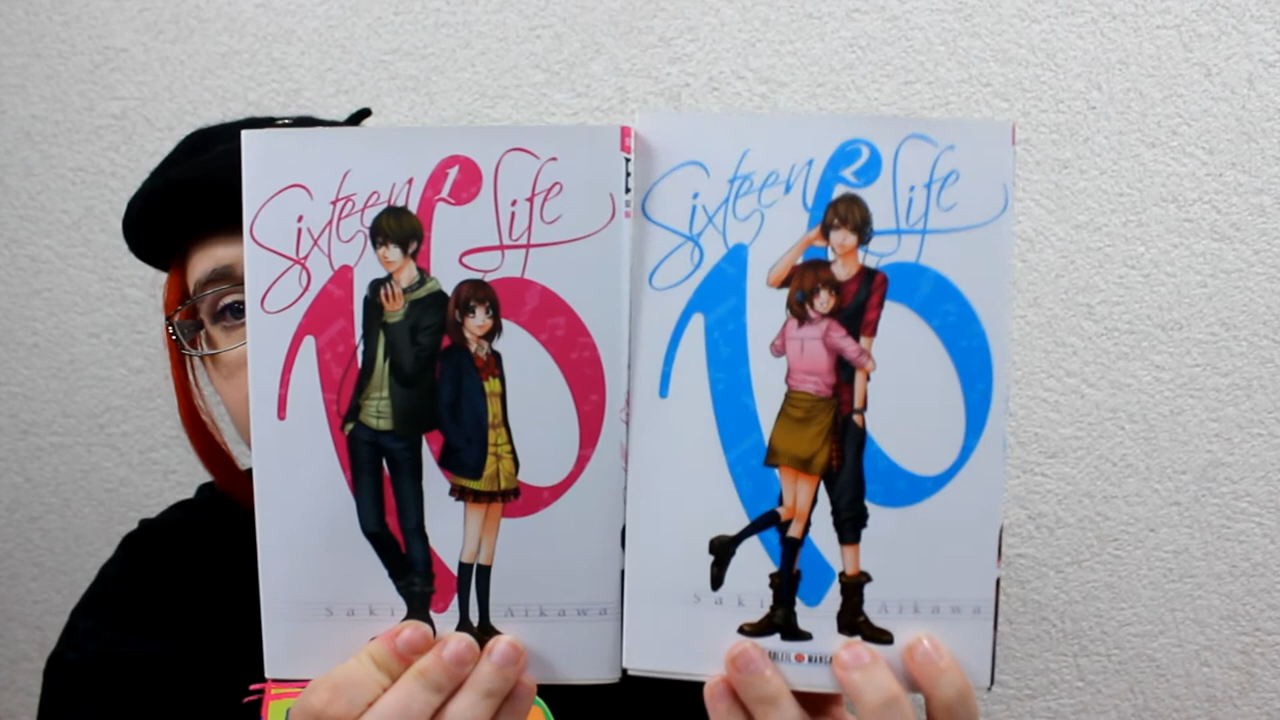 Sixteen Life
1
16
Saki Aikawa
Sixteen Life
2
16
Saki Aikawa
SOLEIL MANGA